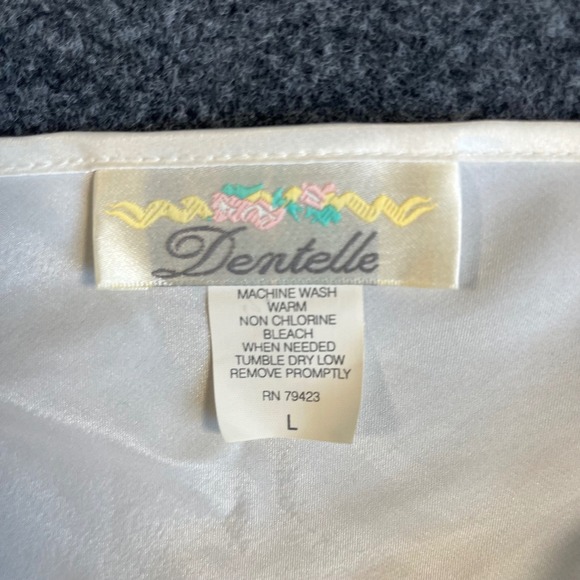 Dentelle
MACHINE WASH
WARM
NON CHLORINE
BLEACH
WHEN NEEDED
TUMBLE DRY LOW
REMOVE PROMPTLY
RN 79423
L